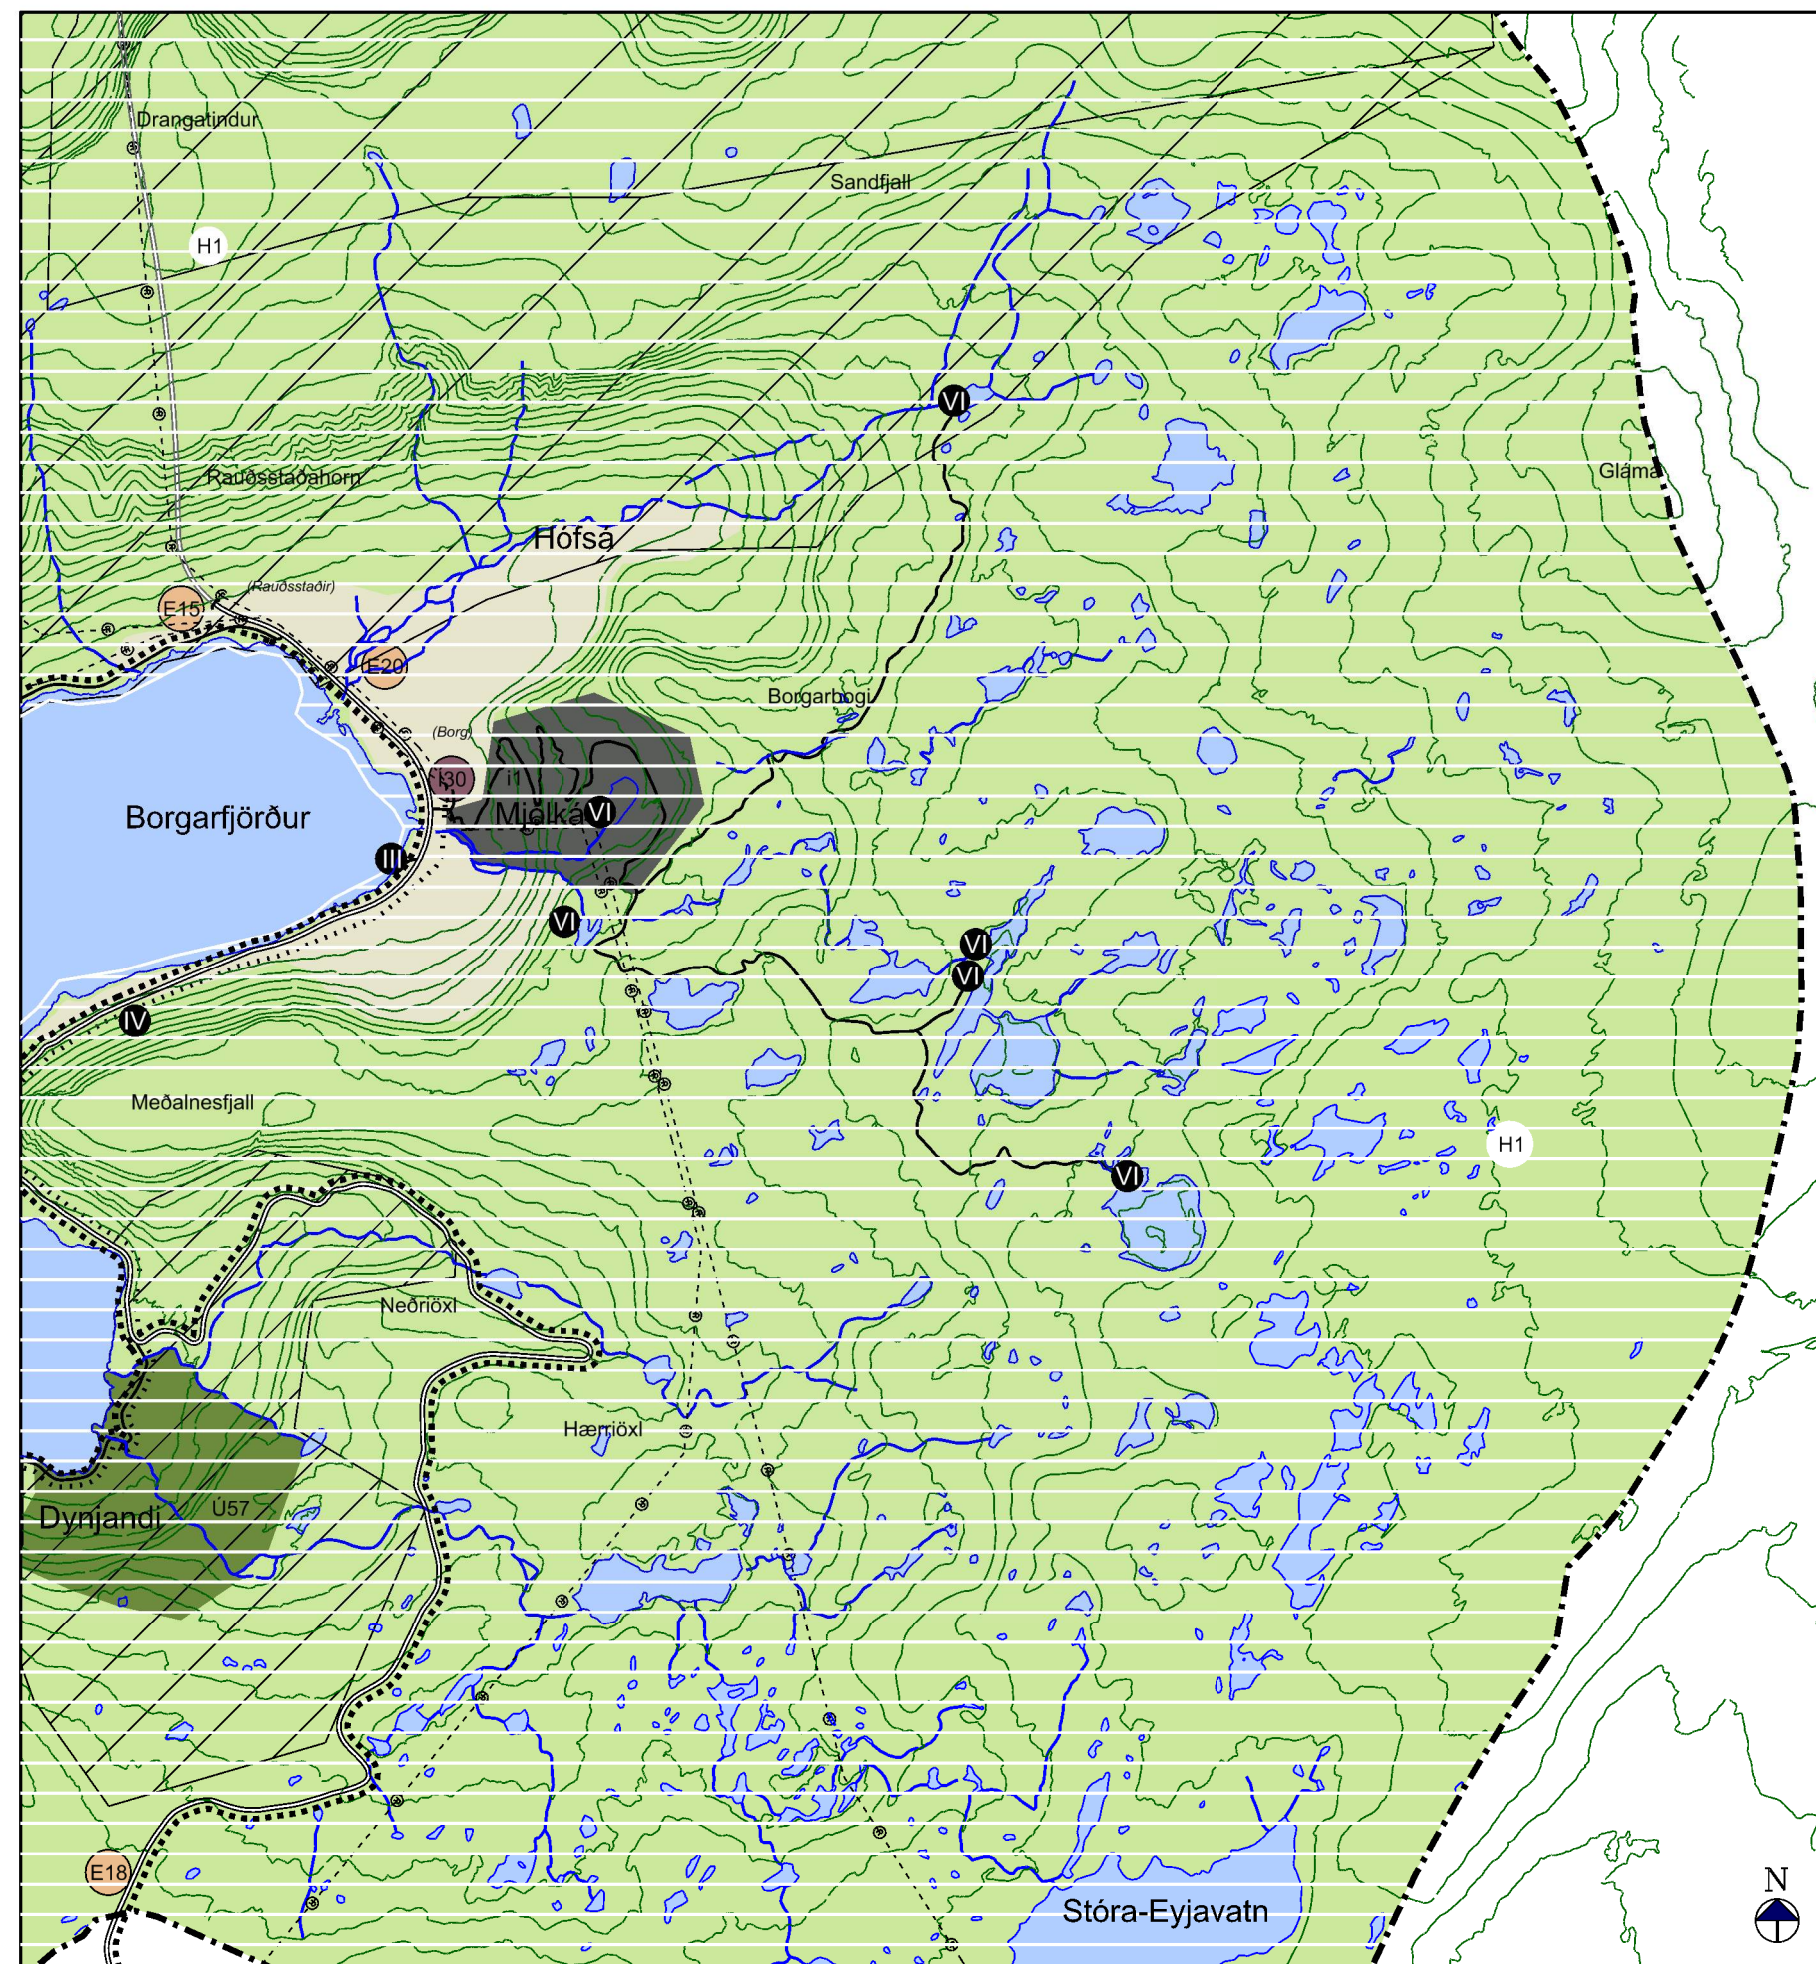 Drangatindur
Sandfjall
H1
VI
Gláma
Rauðsstaðahorn
Hófsá
(Rauðsstaðir)
E15
E20
Borgarbogi
(Borg)
i30
i1
Mjólká
VI
Borgarfjörður
III
VI
VI
VI
IV
Meðalnesfjall
H1
VI
Neðriöxl
Hærriöxl
Ú57
Dynjandi
E18
N
Stóra-Eyjavatn